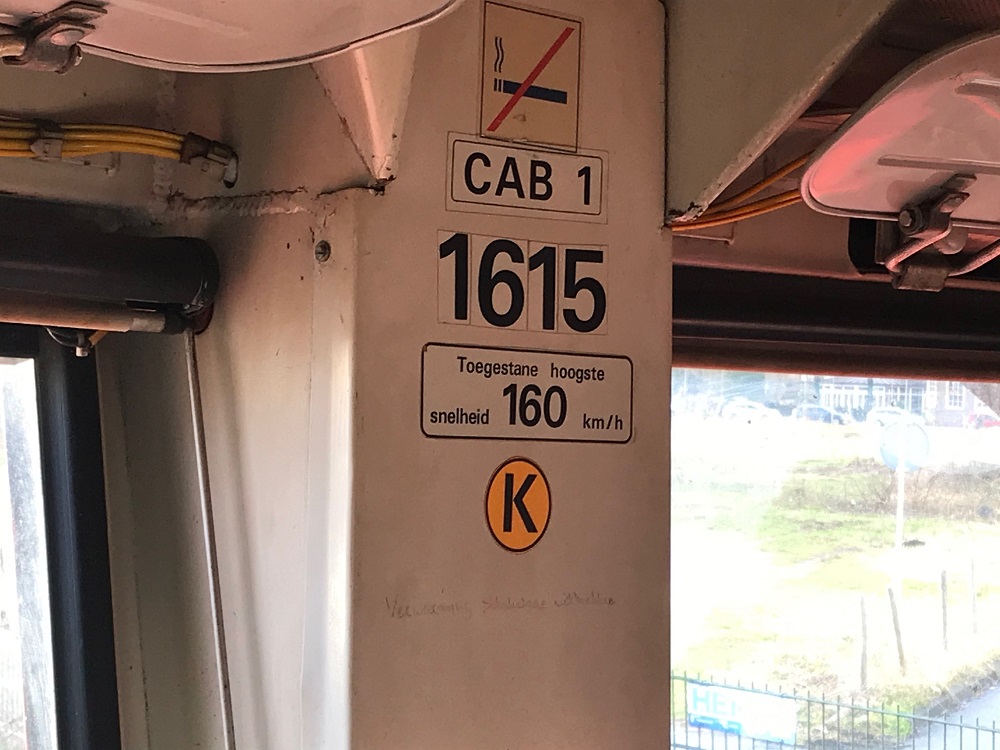 CAB 1
1615
Toegestane hoogste
snelheid 160 km/h
K